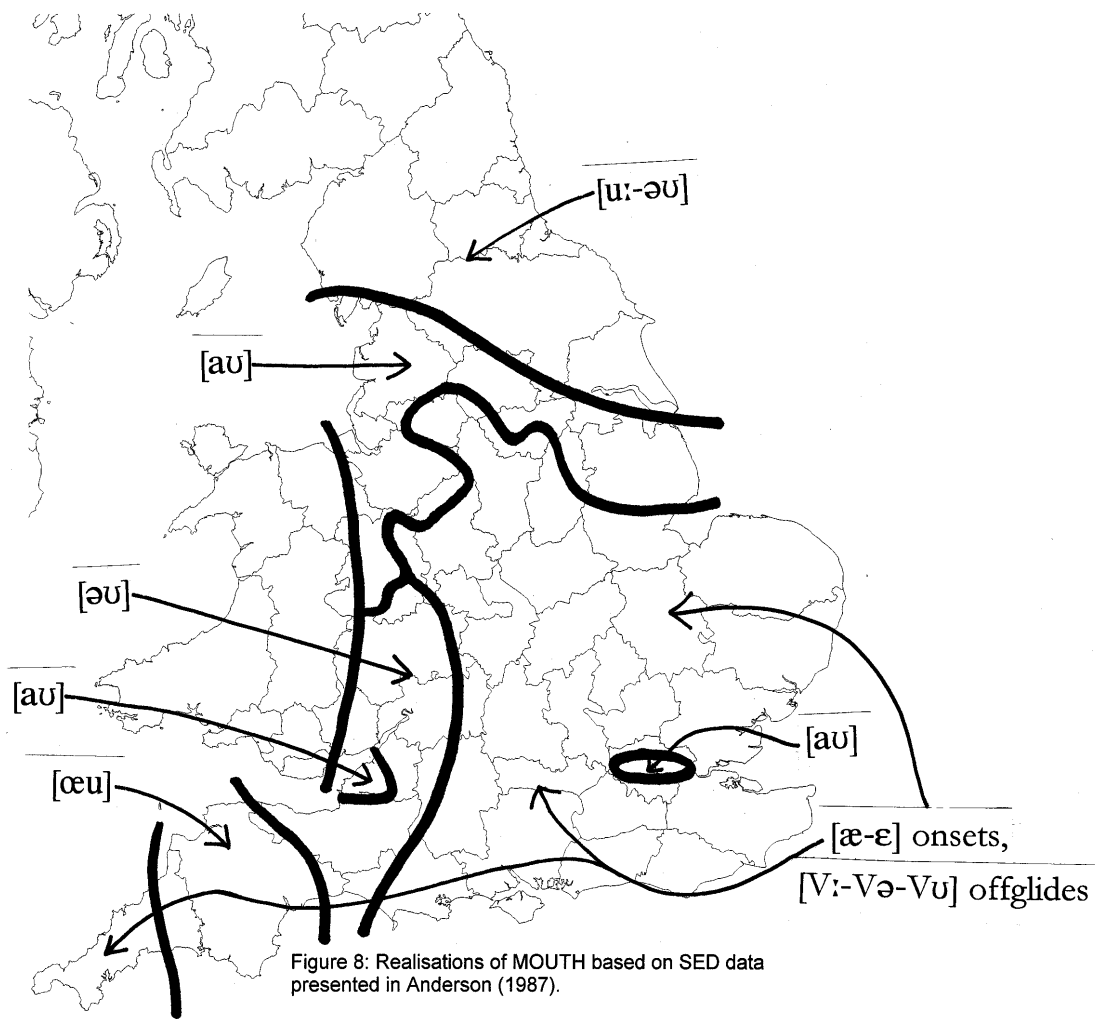 [uː-əʊ]
[aʊ]
[əʊ]
[aʊ]
[œu]
[aʊ]
[æ-ɛ] onsets,
[Vː-Və-Vʊ] offglides
Figure 8: Realisations of MOUTH based on SED data
presented in Anderson (1987).